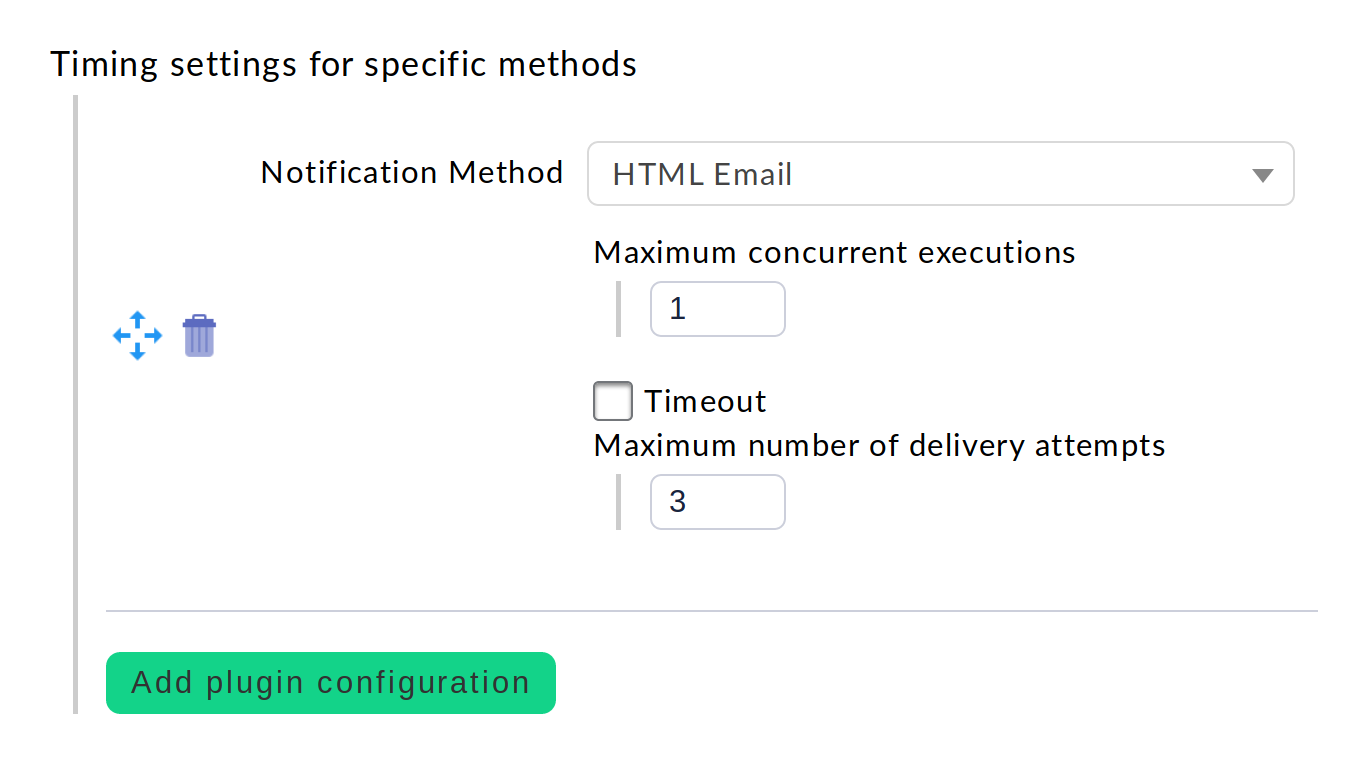 Timing settings for specific methods
Notification Method HTML Email
Maximum concurrent executions
1
Timeout
Maximum number of delivery attempts
3
Add plugin configuration